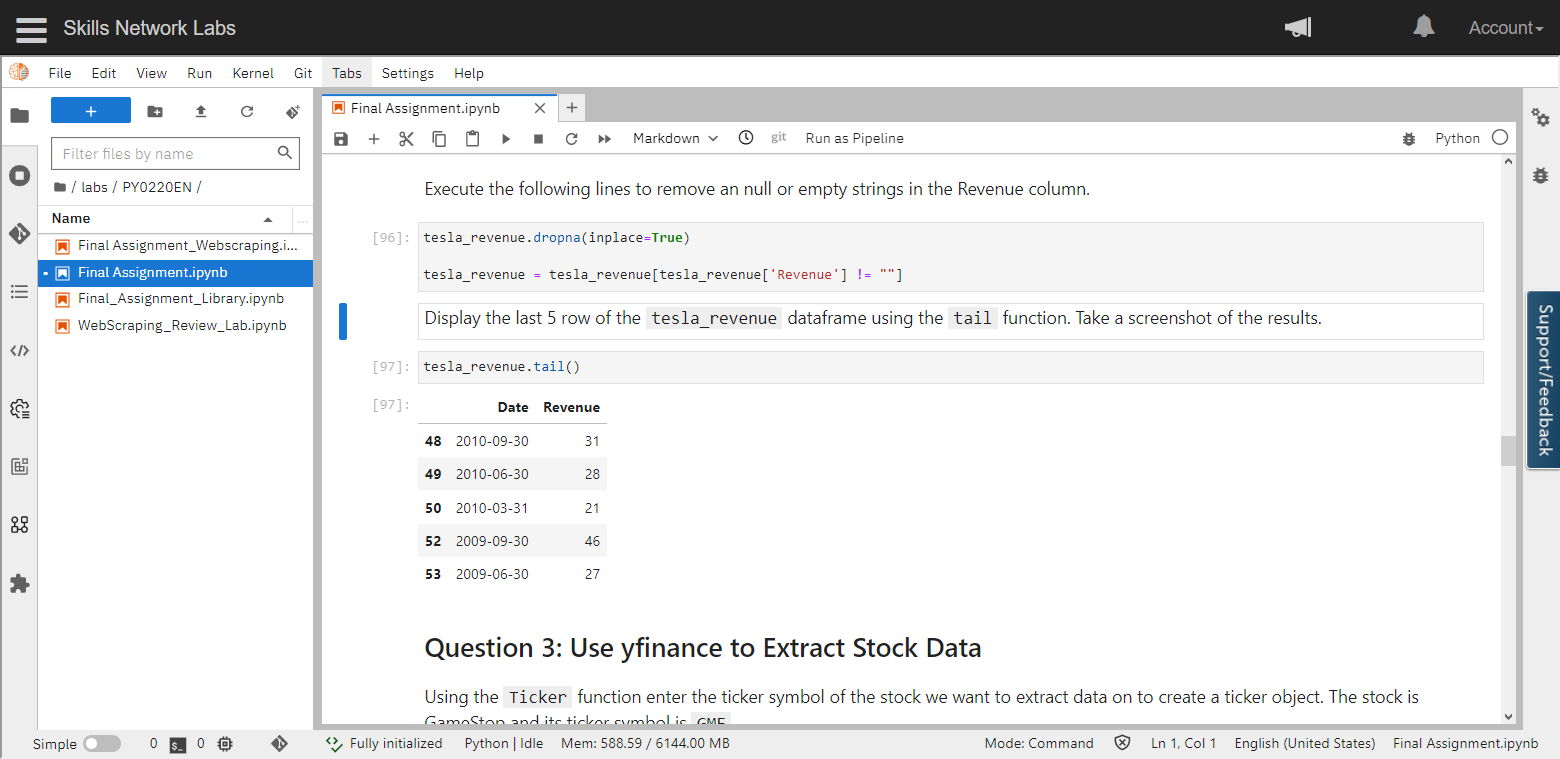 Skills Network Labs
Account
File Edit View Run Kernel Git Tabs Settings Help
+
Filter files by name
/ labs / PY0220EN /
Name
...
Final Assignment_Webscraping.i...
Final Assignment.ipynb
Final_Assignment_Library.ipynb
WebScraping_Review_Lab.ipynb
Final Assignment.ipynb
Markdown
git
Run as Pipeline
Python
Execute the following lines to remove an null or empty strings in the Revenue column.
[96]:
tesla_revenue.dropna(inplace=True)
tesla_revenue = tesla_revenue[tesla_revenue['Revenue'] != ""]
Display the last 5 row of the tesla_revenue dataframe using the tail function. Take a screenshot of the results.
[97]:
tesla_revenue.tail()
[97]:
Date Revenue
48 2010-09-30 31
49 2010-06-30 28
50 2010-03-31 21
52 2009-09-30 46
53 2009-06-30 27
Question 3: Use yfinance to Extract Stock Data
Using the Ticker function enter the ticker symbol of the stock we want to extract data on to create a ticker object. The stock is
GameStop and its ticker symbol is GME
Support/Feedback
Simple 0 $_ 0 Fully initialized Python | Idle Mem: 588.59 / 6144.00 MB Mode: Command Ln 1, Col 1 English (United States) Final Assignment.ipynb